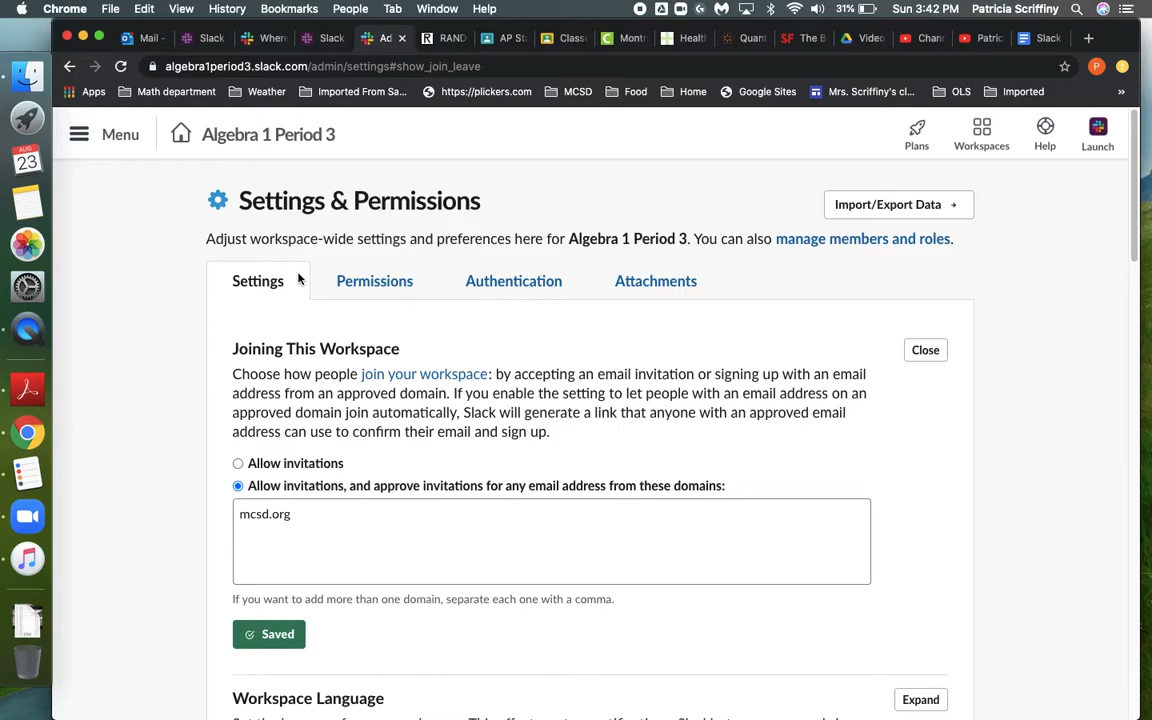 Chrome File Edit View History Bookmarks People Tab Window Help 31% Sun 3:42 PM Patricia Scriffiny
Mail - Slack Where Slack Ad RAND AP St Classe Montr Healt Quant The B Video Chann Patric Slack
algebra1period3.slack.com/admin/settings#show_join_leave
Apps Math department Weather Imported From Sa... https://plickers.com MCSD Food Home Google Sites Mrs. Scriffiny's cl... OLS Imported »
Menu Algebra 1 Period 3 Plans Workspaces Help Launch
AUG
23
Settings & Permissions Import/Export Data →
Adjust workspace-wide settings and preferences here for Algebra 1 Period 3. You can also manage members and roles.
Settings Permissions Authentication Attachments
Joining This Workspace Close
Choose how people join your workspace: by accepting an email invitation or signing up with an email
address from an approved domain. If you enable the setting to let people with an email address on an
approved domain join automatically, Slack will generate a link that anyone with an approved email
address can use to confirm their email and sign up.
Allow invitations
Allow invitations, and approve invitations for any email address from these domains:
mcsd.org
If you want to add more than one domain, separate each one with a comma.
Saved
Workspace Language Expand